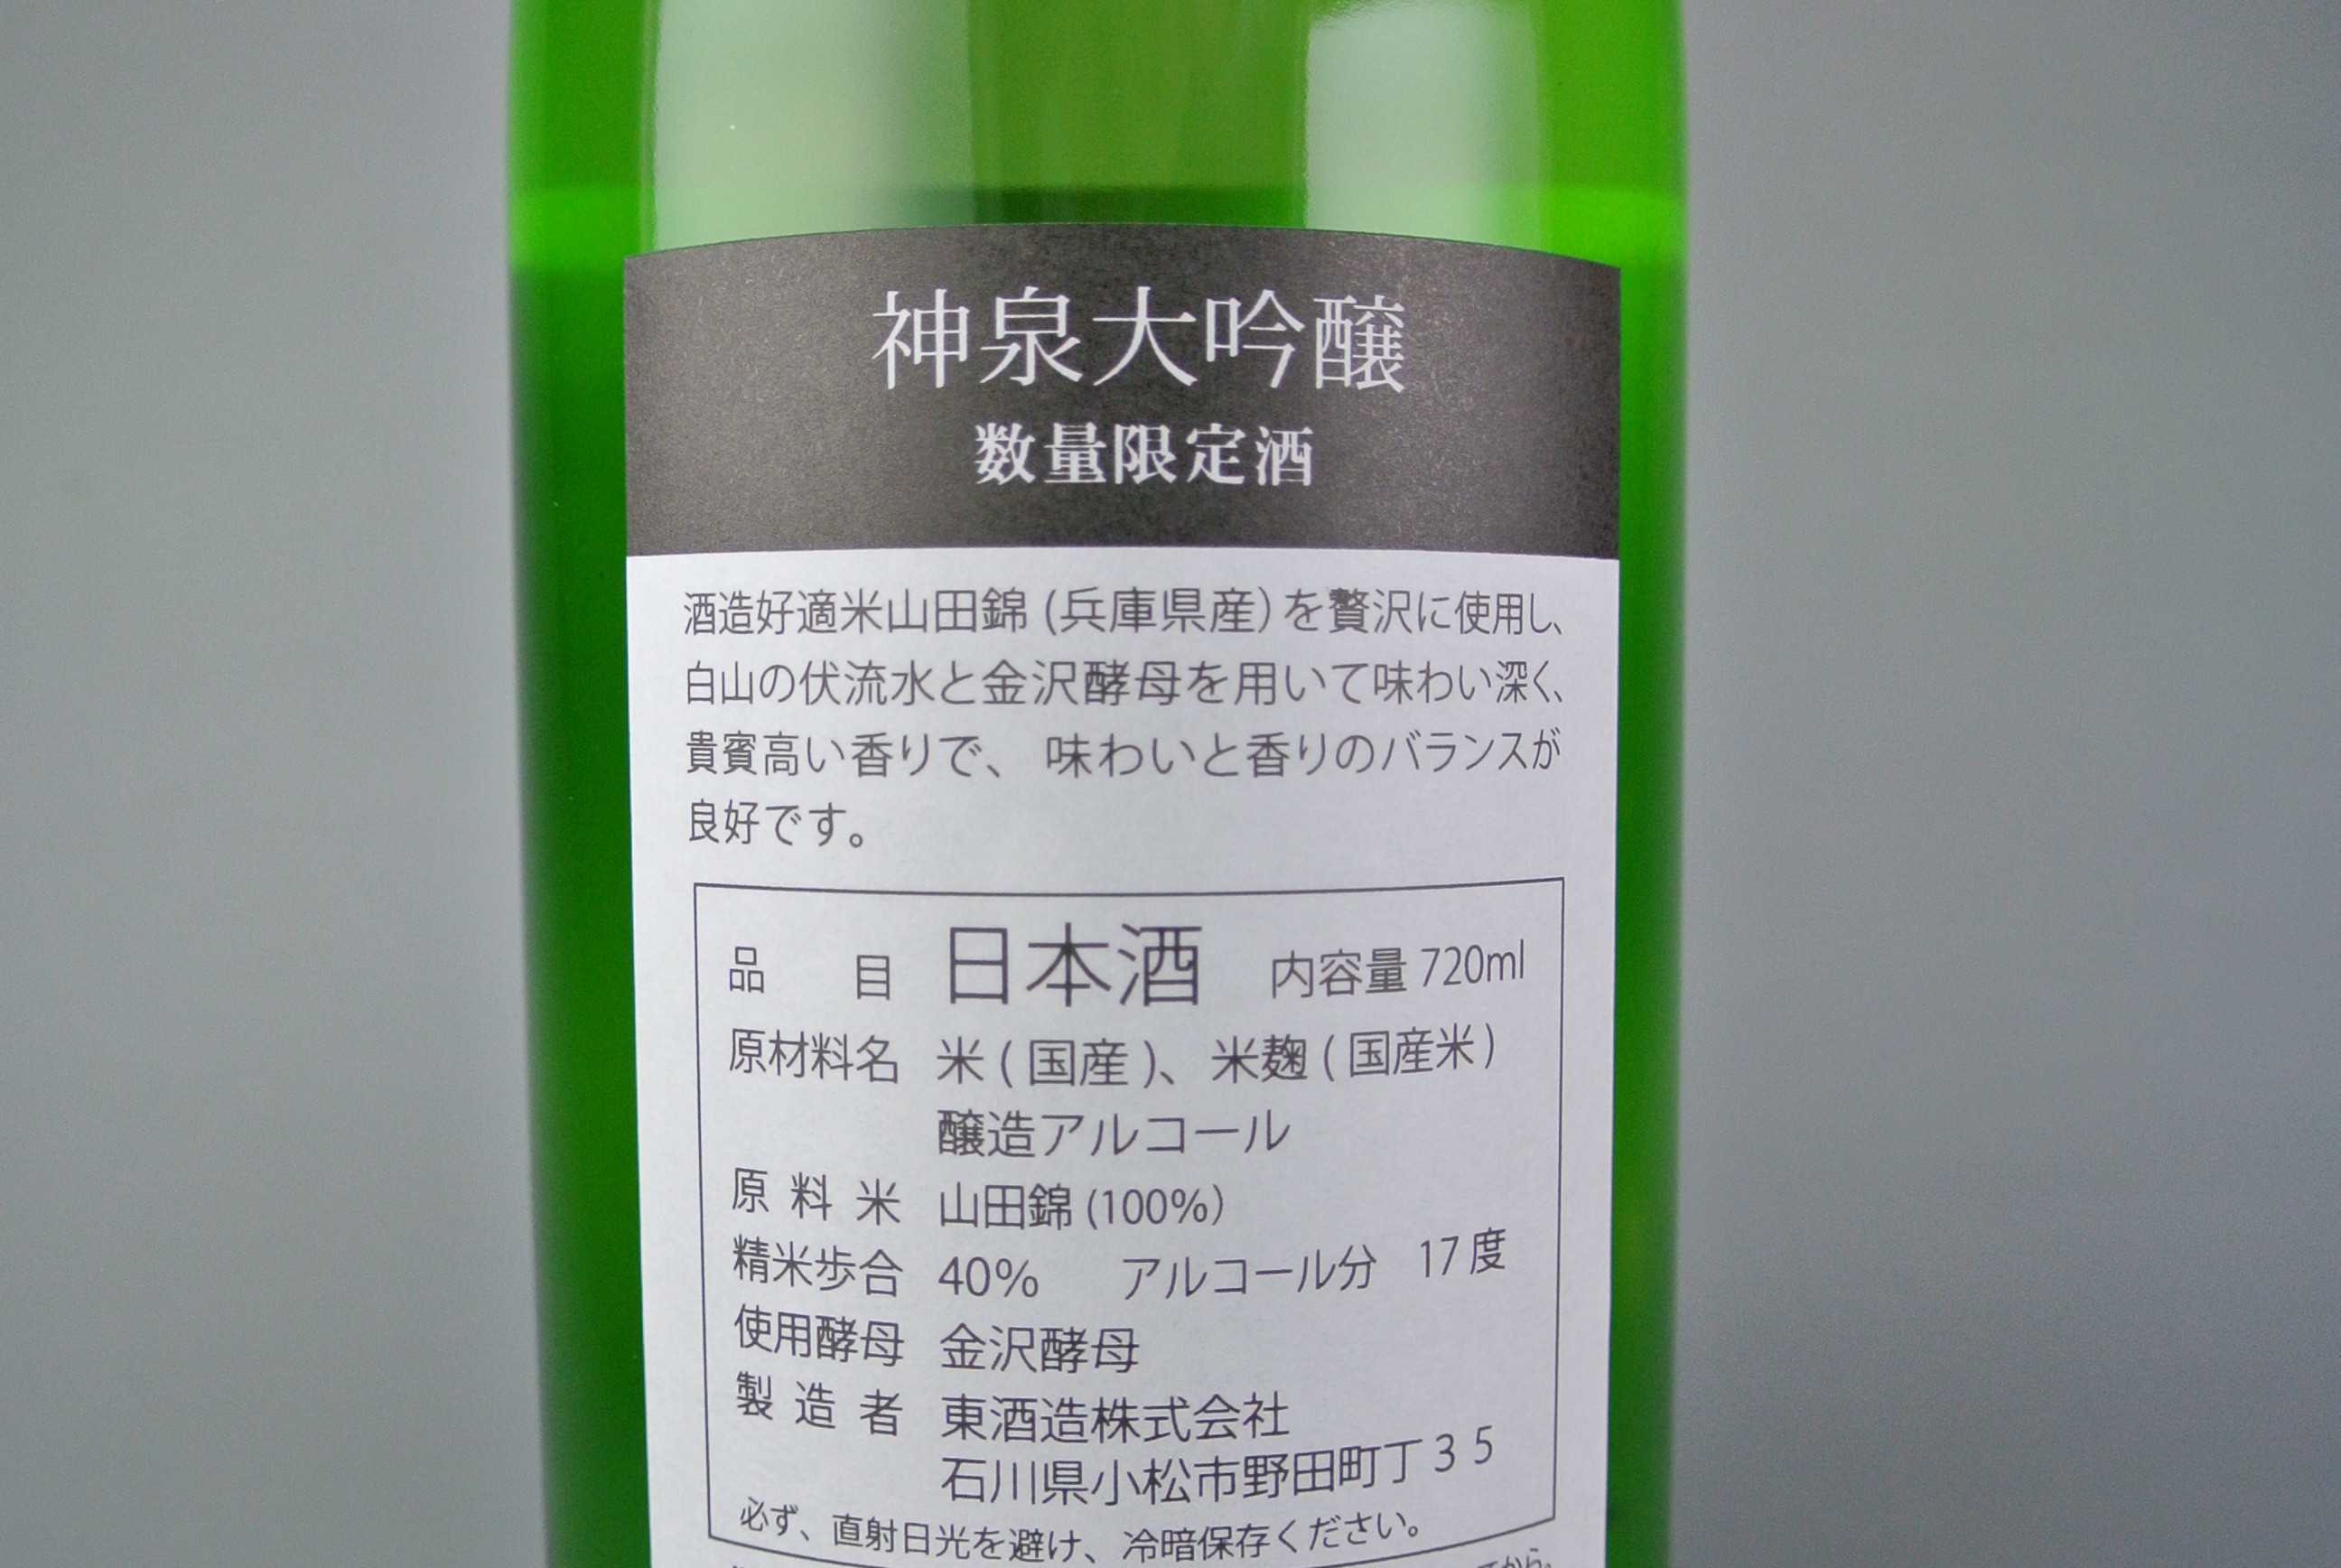 神泉大吟醸
数量限定酒
酒造好適米山田錦(兵庫県産)を贅沢に使用し、
白山の伏流水と金沢酵母を用いて味わい深く、
貴賓高い香りで、 味わいと香りのバランスが
良好です。
品 目 日本酒 内容量 720ml
原材料名 米(国産)、米麹(国産米)
醸造アルコール
原料米 山田錦(100%)
精米歩合 40% アルコール分 17度
使用酵母 金沢酵母
製造者 東酒造株式会社
石川県小松市野田町丁35
必ず、直射日光を避け、冷暗保存ください。